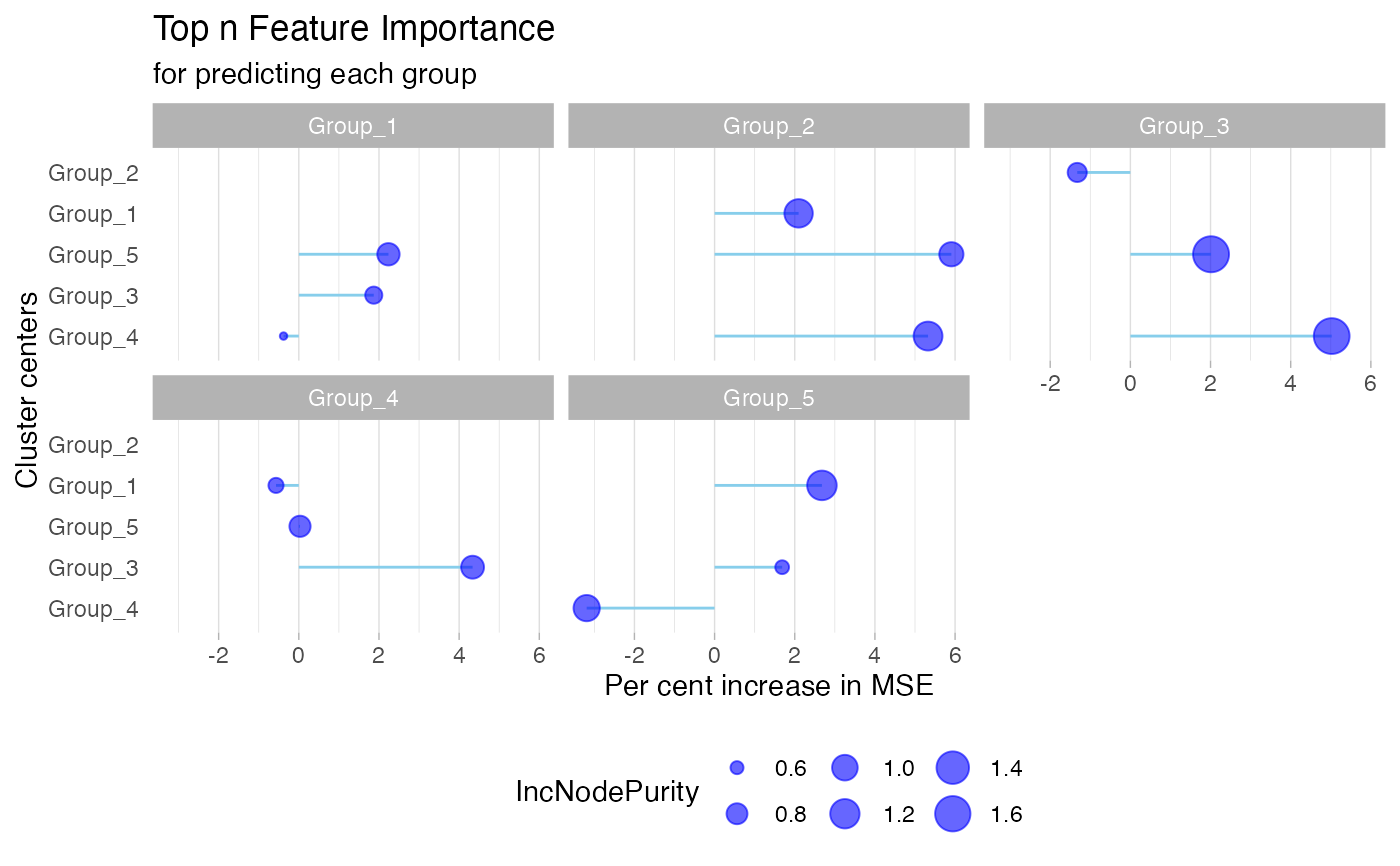 Top n Feature Importance
for predicting each group
Group_1 Group_2 Group_3
Group_2
Group_1
Group_5
Group_3
Group_4
-2 0 2 4 6
Group_4 Group_5
Group_2
Group_1
Group_5
Group_3
Group_4
-2 0 2 4 6 -2 0 2 4 6
Cluster centers
Per cent increase in MSE
IncNodePurity
0.6 1.0 1.4
0.8 1.2 1.6